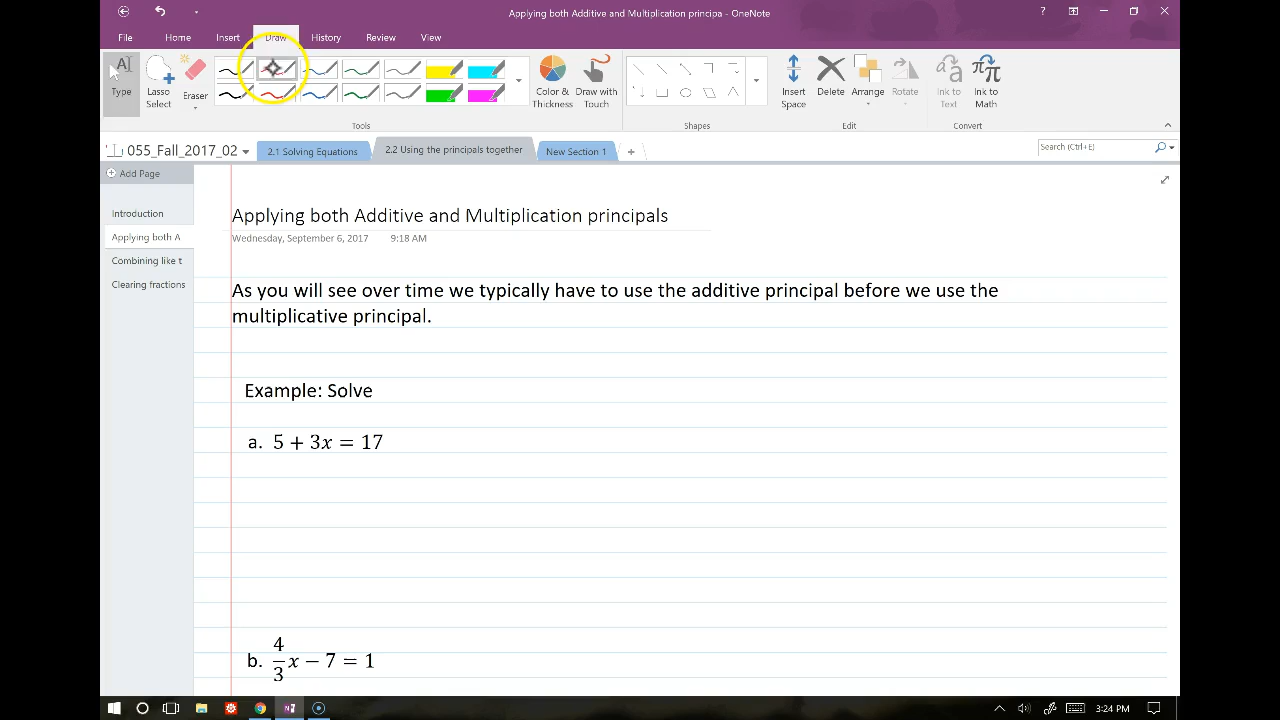 Applying both Additive and Multiplication principa - OneNote
?
File Home Insert Draw History Review View
Type
Lasso Select
Eraser
Color & Thickness
Draw with Touch
Insert Space
Delete
Arrange
Rotate
Ink to Text
Ink to Math
Tools
Shapes
Edit
Convert
055_Fall_2017_02
2.1 Solving Equations
2.2 Using the principals together
New Section 1
Search (Ctrl+E)
Add Page
Introduction
Applying both A
Combining like t
Clearing fractions
Applying both Additive and Multiplication principals
Wednesday, September 6, 2017 9:18 AM
As you will see over time we typically have to use the additive principal before we use the
multiplicative principal.
Example: Solve
a. 5 + 3x = 17
b. 4/3 x − 7 = 1
3:24 PM